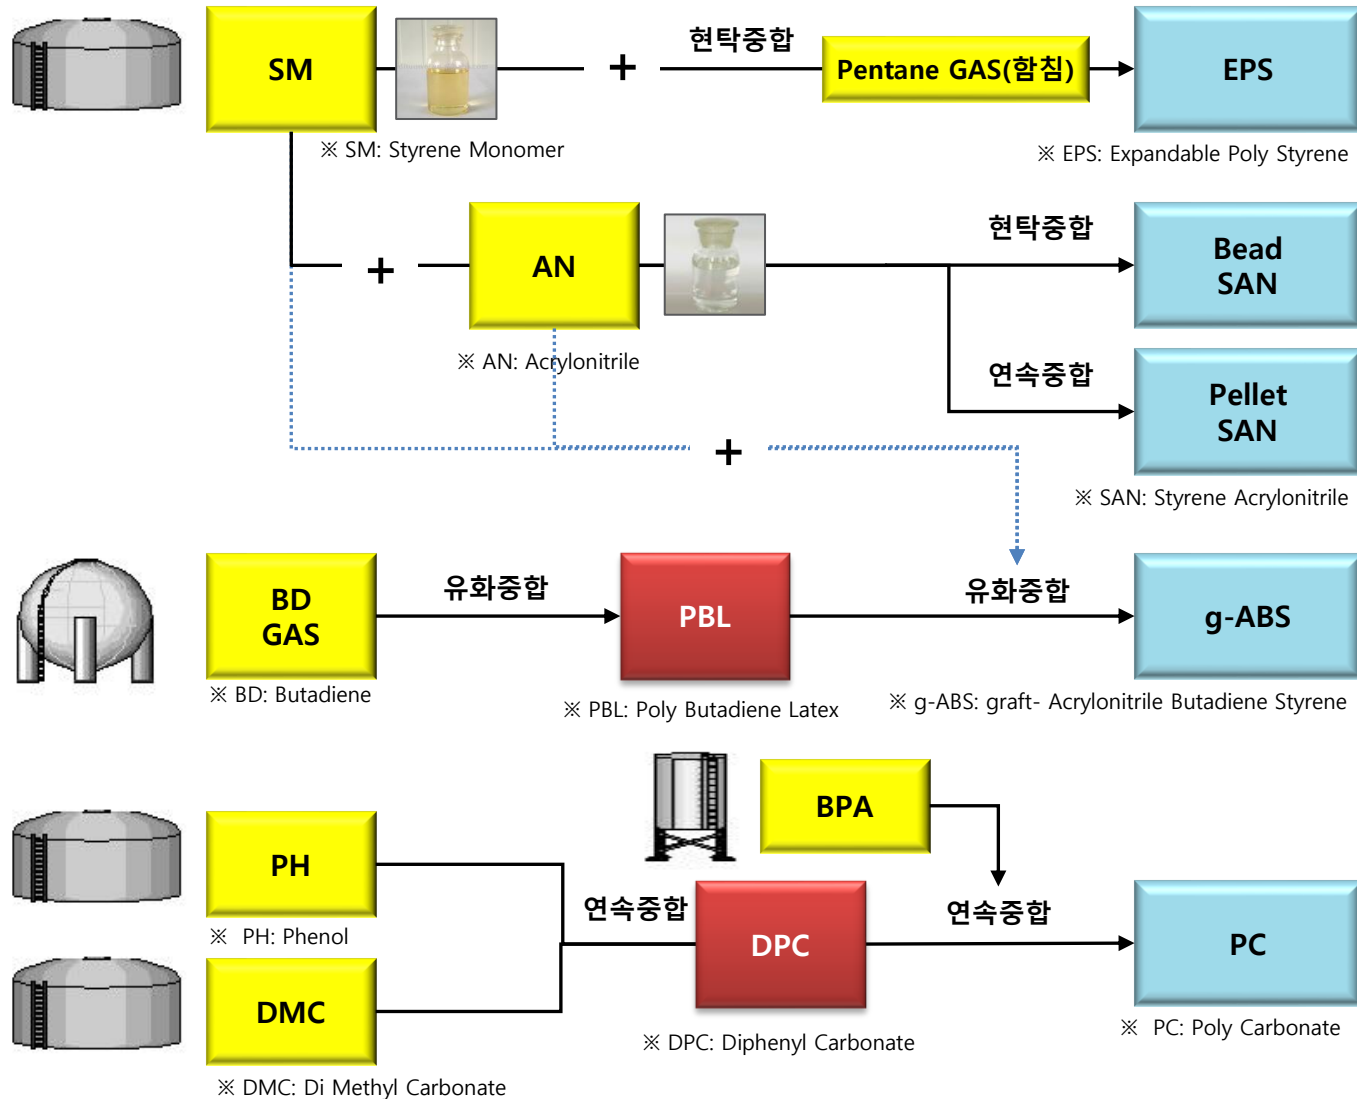 SM
+
현탁중합
Pentane GAS(함침)
EPS
※ SM: Styrene Monomer
※ EPS: Expandable Poly Styrene
+
AN
현탁중합
Bead
SAN
※ AN: Acrylonitrile
연속중합
Pellet
SAN
+
※ SAN: Styrene Acrylonitrile
BD
GAS
유화중합
PBL
유화중합
g-ABS
※ BD: Butadiene
※ PBL: Poly Butadiene Latex
※ g-ABS: graft- Acrylonitrile Butadiene Styrene
BPA
PH
※ PH: Phenol
연속중합
DPC
연속중합
PC
DMC
※ DPC: Diphenyl Carbonate
※ PC: Poly Carbonate
※ DMC: Di Methyl Carbonate